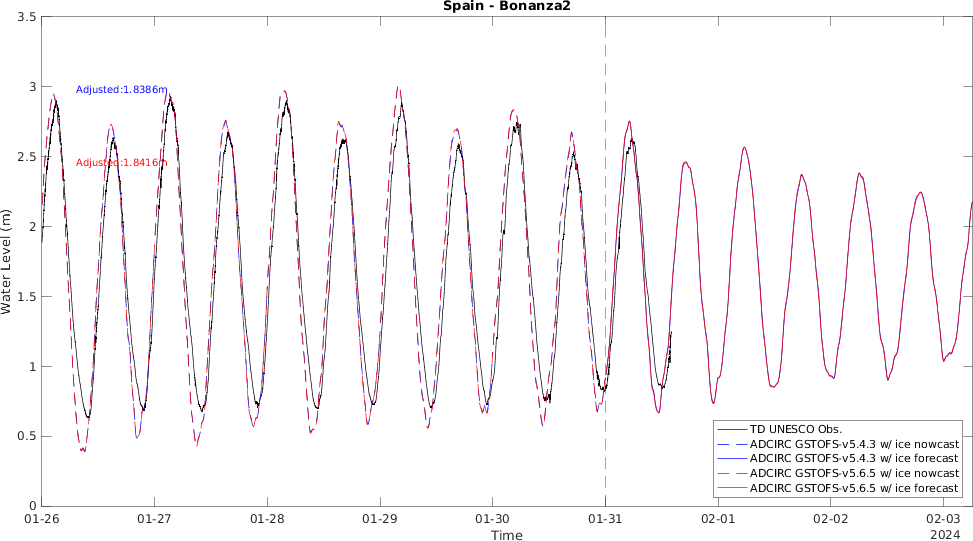 Spain - Bonanza2
3.5
3
2.5
2
1.5
1
0.5
0
Water Level (m)
Adjusted:1.8386m
Adjusted:1.8416m
TD UNESCO Obs.
ADCIRC GSTOFS-v5.4.3 w/ ice nowcast
ADCIRC GSTOFS-v5.4.3 w/ ice forecast
ADCIRC GSTOFS-v5.6.5 w/ ice nowcast
ADCIRC GSTOFS-v5.6.5 w/ ice forecast
01-26 01-27 01-28 01-29 01-30 01-31 02-01 02-02 02-03
Time 2024